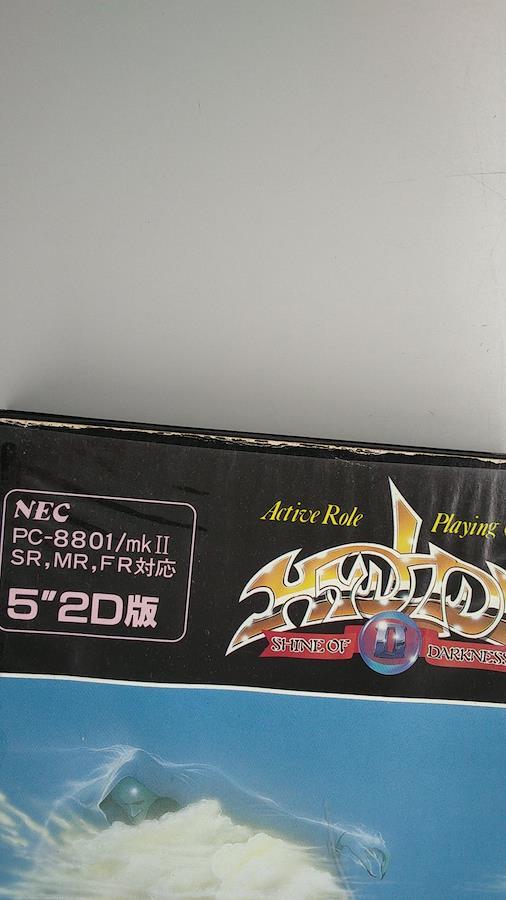 NEC
PC-8801/mkⅡ
SR,MR,FR対応
5″2D版
Active Role Playing
SHINE OF Ⅱ DARKNESS